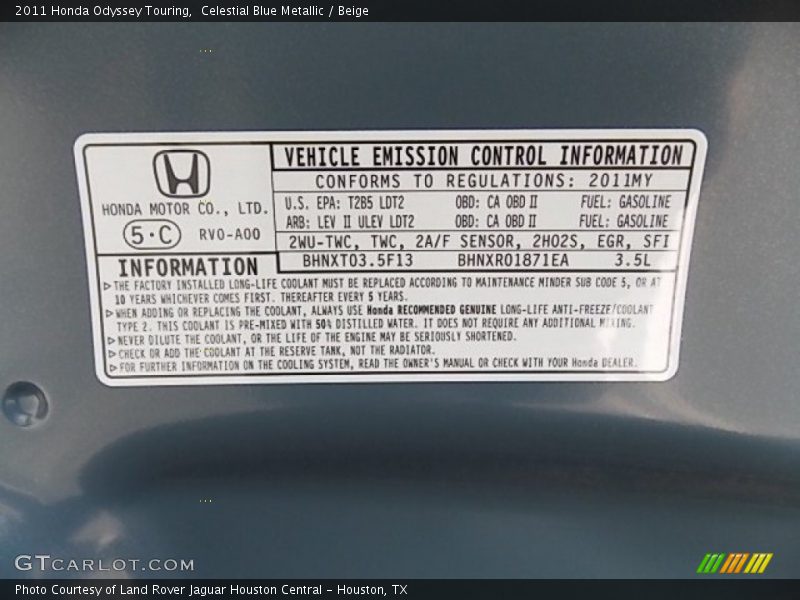 2011 Honda Odyssey Touring, Celestial Blue Metallic / Beige
HONDA MOTOR CO., LTD.
5·C RV0-A00
VEHICLE EMISSION CONTROL INFORMATION
CONFORMS TO REGULATIONS: 2011MY
U.S. EPA: T2B5 LDT2 OBD: CA OBD II FUEL: GASOLINE
ARB: LEV II ULEV LDT2 OBD: CA OBD II FUEL: GASOLINE
2WU-TWC, TWC, 2A/F SENSOR, 2HO2S, EGR, SFI
BHNXT03.5F13 BHNXR01871EA 3.5L
INFORMATION
▷THE FACTORY INSTALLED LONG-LIFE COOLANT MUST BE REPLACED ACCORDING TO MAINTENANCE MINDER SUB CODE 5, OR AT
10 YEARS WHICHEVER COMES FIRST. THEREAFTER EVERY 5 YEARS.
▷WHEN ADDING OR REPLACING THE COOLANT, ALWAYS USE Honda RECOMMENDED GENUINE LONG-LIFE ANTI-FREEZE/COOLANT
TYPE 2. THIS COOLANT IS PRE-MIXED WITH 50% DISTILLED WATER. IT DOES NOT REQUIRE ANY ADDITIONAL MIXING.
▷NEVER DILUTE THE COOLANT, OR THE LIFE OF THE ENGINE MAY BE SERIOUSLY SHORTENED.
▷CHECK OR ADD THE COOLANT AT THE RESERVE TANK, NOT THE RADIATOR.
▷FOR FURTHER INFORMATION ON THE COOLING SYSTEM, READ THE OWNER'S MANUAL OR CHECK WITH YOUR Honda DEALER.
GTCARLOT.COM
Photo Courtesy of Land Rover Jaguar Houston Central - Houston, TX